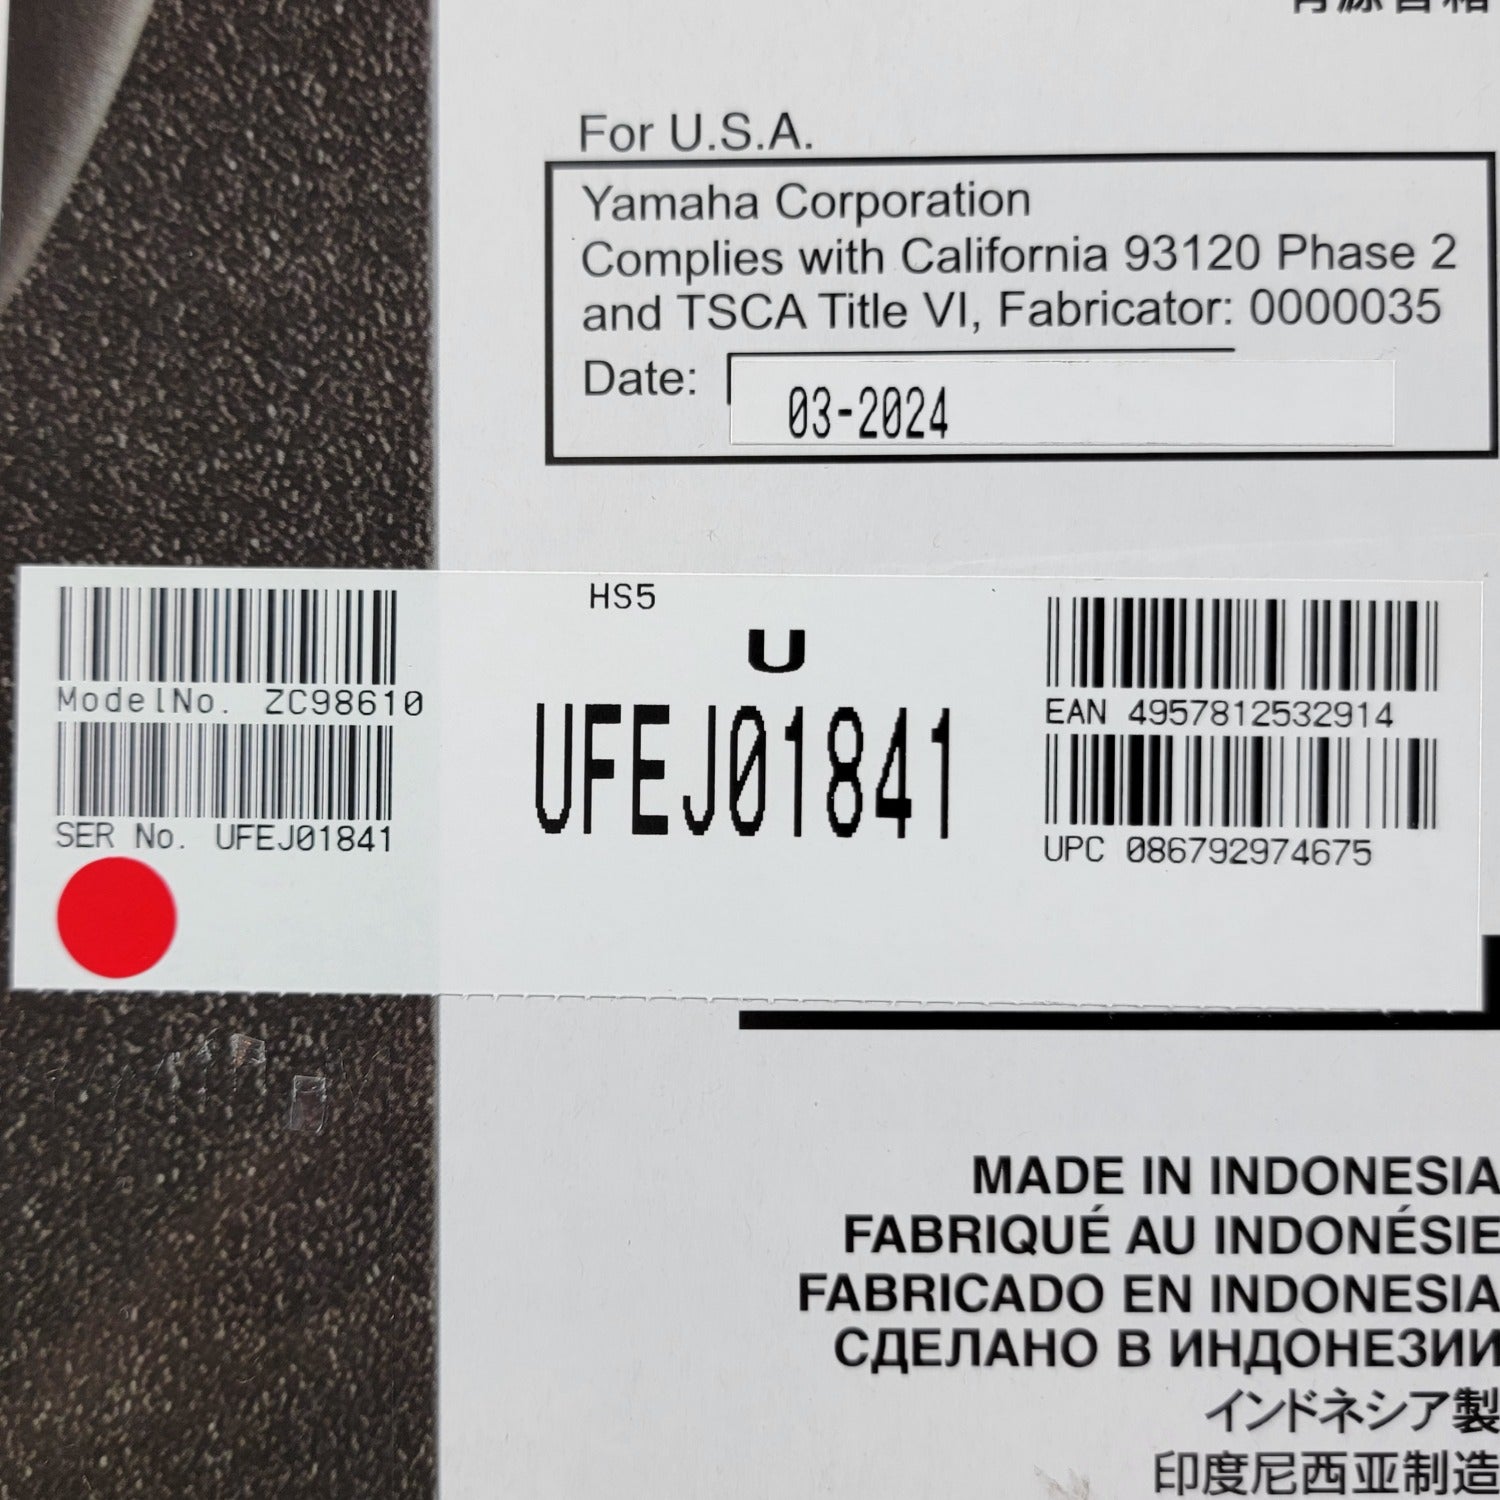 For U.S.A.
Yamaha Corporation
Complies with California 93120 Phase 2
and TSCA Title VI, Fabricator: 0000035
Date: 03-2024
HS5
U
UFEJ01841
ModelNo. ZC98610
SER No. UFEJ01841
EAN 4957812532914
UPC 086792974675
MADE IN INDONESIA
FABRIQUÉ AU INDONÉSIE
FABRICADO EN INDONESIA
СДЕЛАНО В ИНДОНЕЗИИ
インドネシア製
印度尼西亚制造